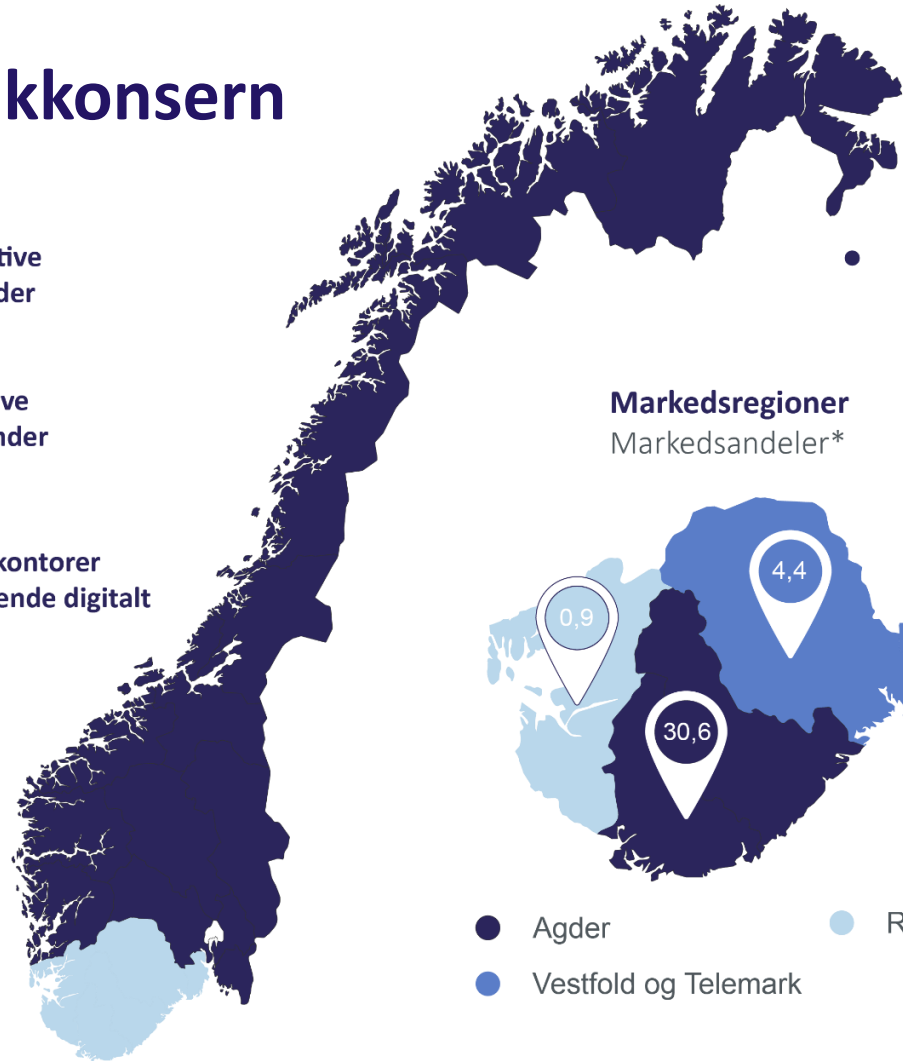 kkonsern
tive
der
ve
nder
kontorer
ende digitalt
Markedsregioner
Markedsandeler*
4,4
0,9
30,6
Agder
R
Vestfold og Telemark